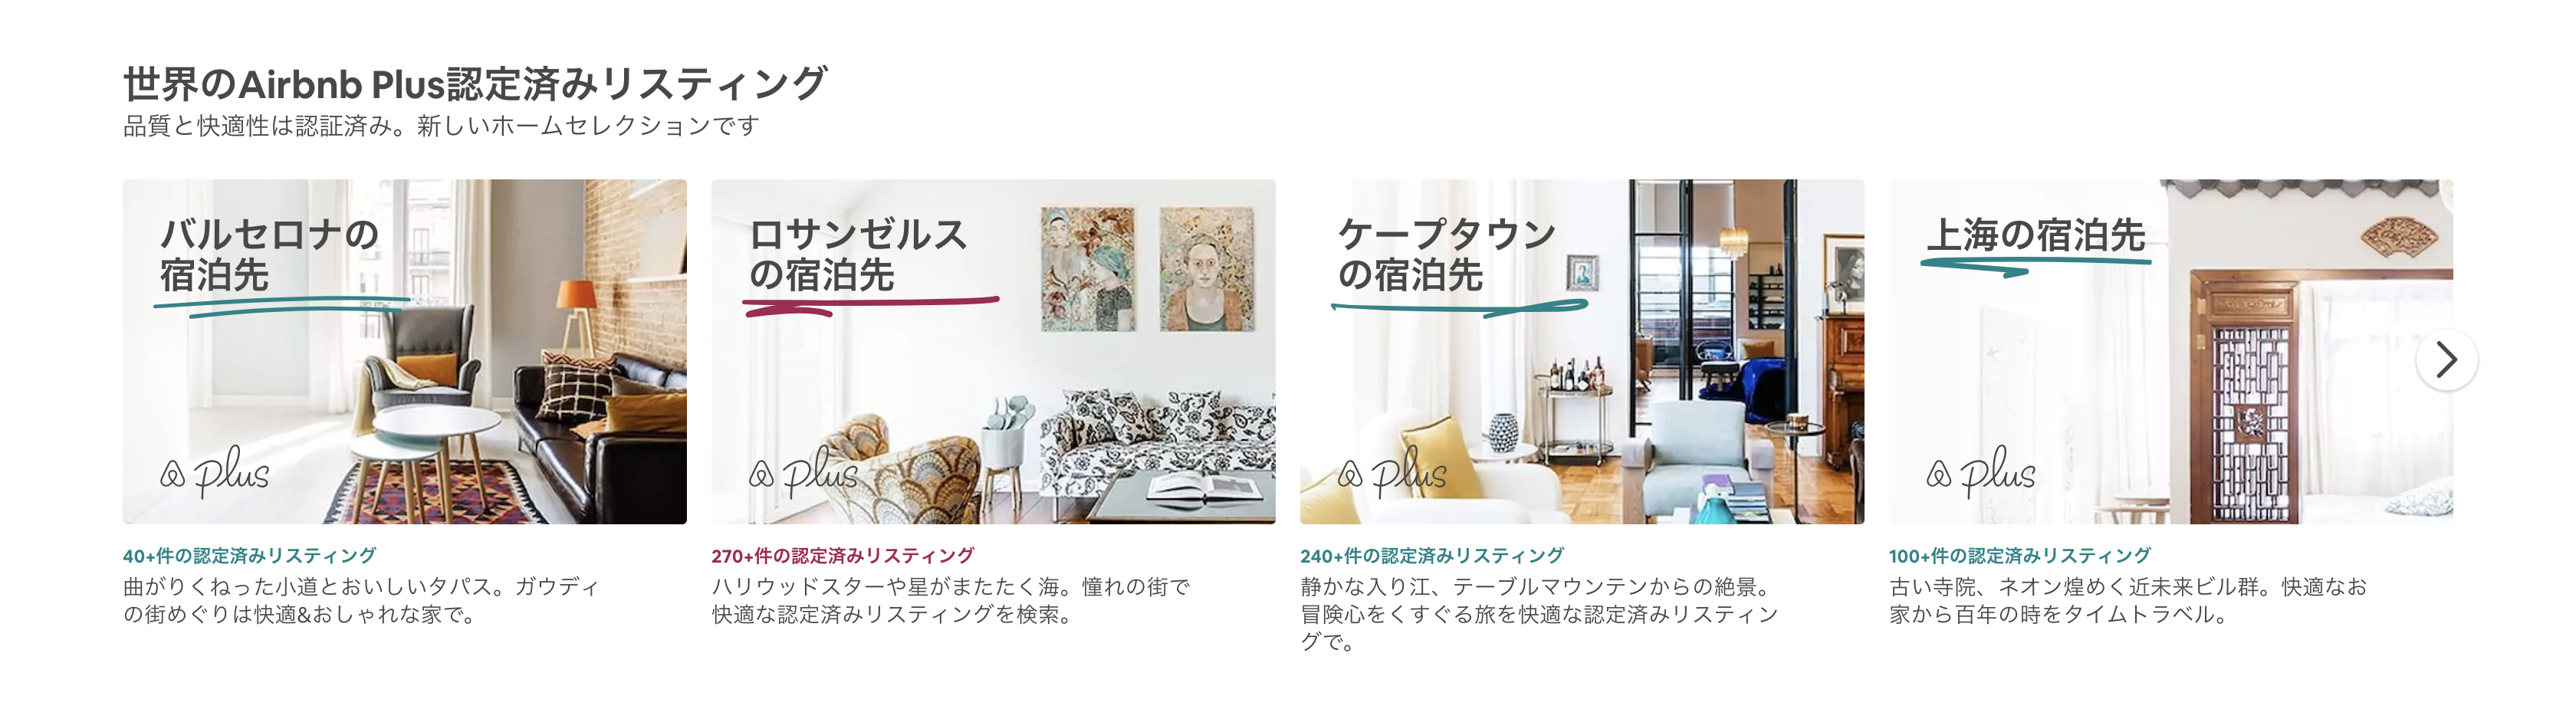 世界のAirbnb Plus認定済みリスティング
品質と快適性は認証済み。新しいホームセレクションです
バルセロナの
宿泊先
Plus
40+件の認定済みリスティング
曲がりくねった小道とおいしいタパス。ガウディ
の街めぐりは快適&おしゃれな家で。
ロサンゼルス
の宿泊先
Plus
270+件の認定済みリスティング
ハリウッドスターや星がまたたく海。憧れの街で
快適な認定済みリスティングを検索。
ケープタウン
の宿泊先
Plus
240+件の認定済みリスティング
静かな入り江、テーブルマウンテンからの絶景。
冒険心をくすぐる旅を快適な認定済みリスティン
グで。
上海の宿泊先
Plus
100+件の認定済みリスティング
古い寺院、ネオン煌めく近未来ビル群。快適なお
家から百年の時をタイムトラベル。